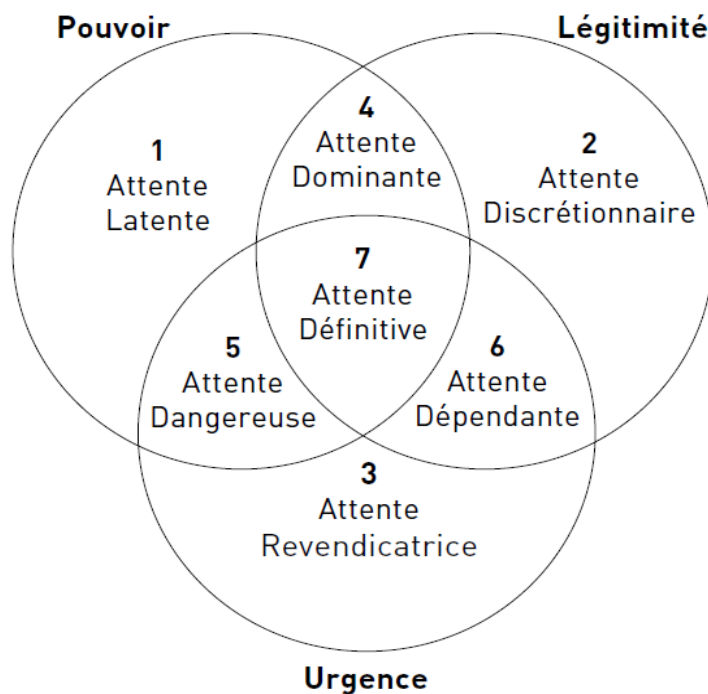 Pouvoir
Légitimité
1
Attente
Latente
4
Attente
Dominante
2
Attente
Discrétionnaire
7
Attente
Définitive
5
Attente
Dangereuse
6
Attente
Dépendante
3
Attente
Revendicatrice
Urgence